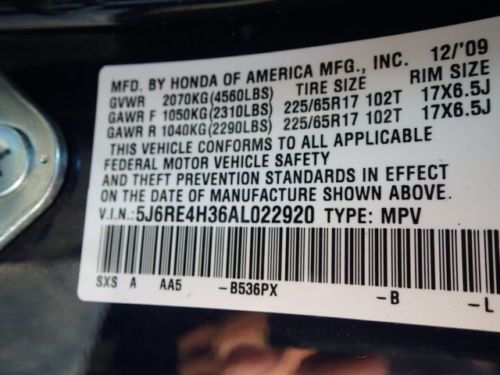 MFD. BY HONDA OF AMERICA MFG., INC. 12/'09
GVWR 2070KG(4560LBS) TIRE SIZE RIM SIZE
GAWR F 1050KG(2310LBS) 225/65R17 102T 17X6.5J
GAWR R 1040KG(2290LBS) 225/65R17 102T 17X6.5J
THIS VEHICLE CONFORMS TO ALL APPLICABLE
FEDERAL MOTOR VEHICLE SAFETY
AND THEFT PREVENTION STANDARDS IN EFFECT
ON THE DATE OF MANUFACTURE SHOWN ABOVE.
V.I.N.: 5J6RE4H36AL022920 TYPE: MPV
SXS A AA5 -B536PX -B -L